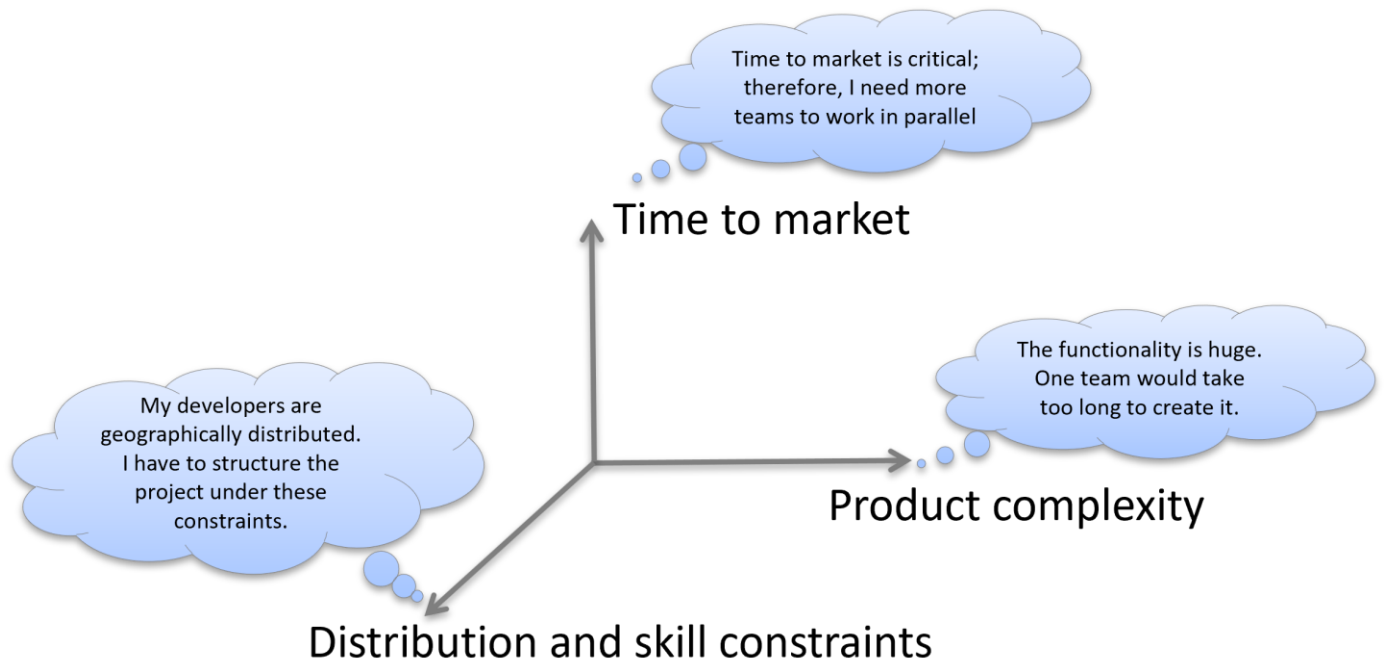 Time to market is critical;
therefore, I need more
teams to work in parallel
Time to market
The functionality is huge.
One team would take
too long to create it.
Product complexity
My developers are
geographically distributed.
I have to structure the
project under these
constraints.
Distribution and skill constraints